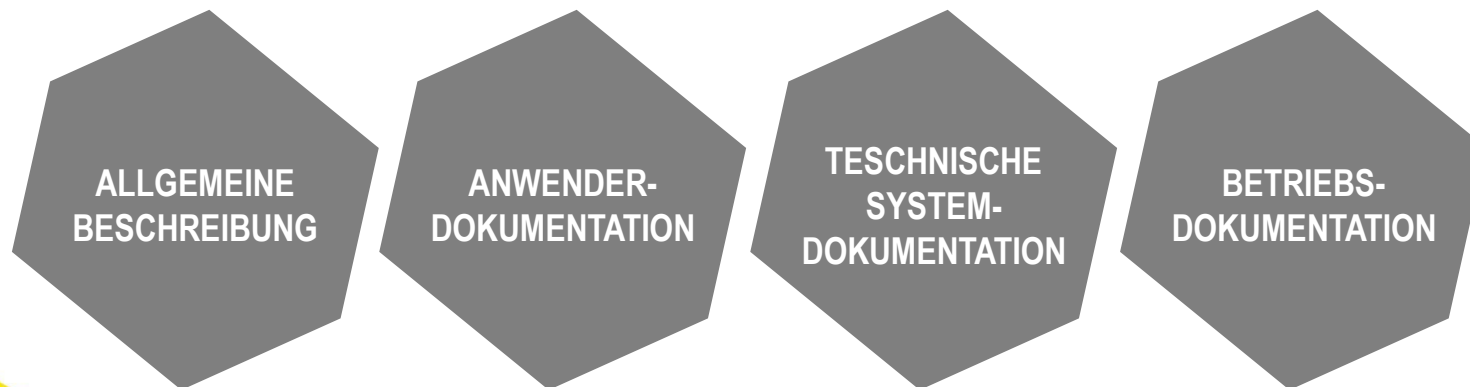 ALLGEMEINE
BESCHREIBUNG
ANWENDER-
DOKUMENTATION
TESCHNISCHE
SYSTEM-
DOKUMENTATION
BETRIEBS-
DOKUMENTATION